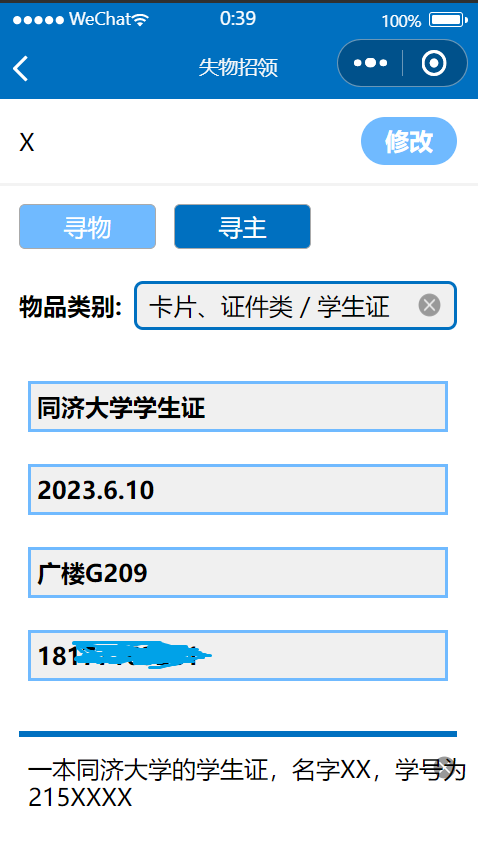 WeChat 0:39 100%
失物招领
X 修改
寻物 寻主
物品类别: 卡片、证件类 / 学生证
同济大学学生证
2023.6.10
广楼G209
一本同济大学的学生证，名字XX，学号为
215XXXX